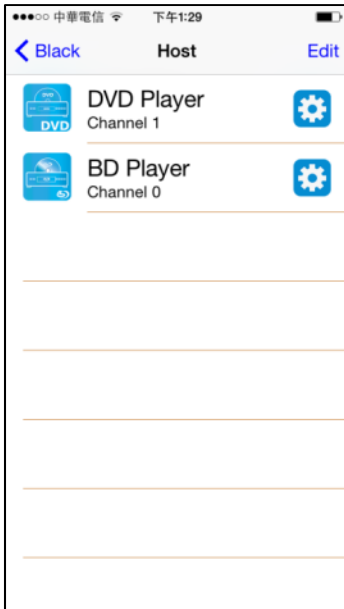 中華電信 下午1:29
Black Host Edit
DVD Player
Channel 1
DVD
BD Player
Channel 0